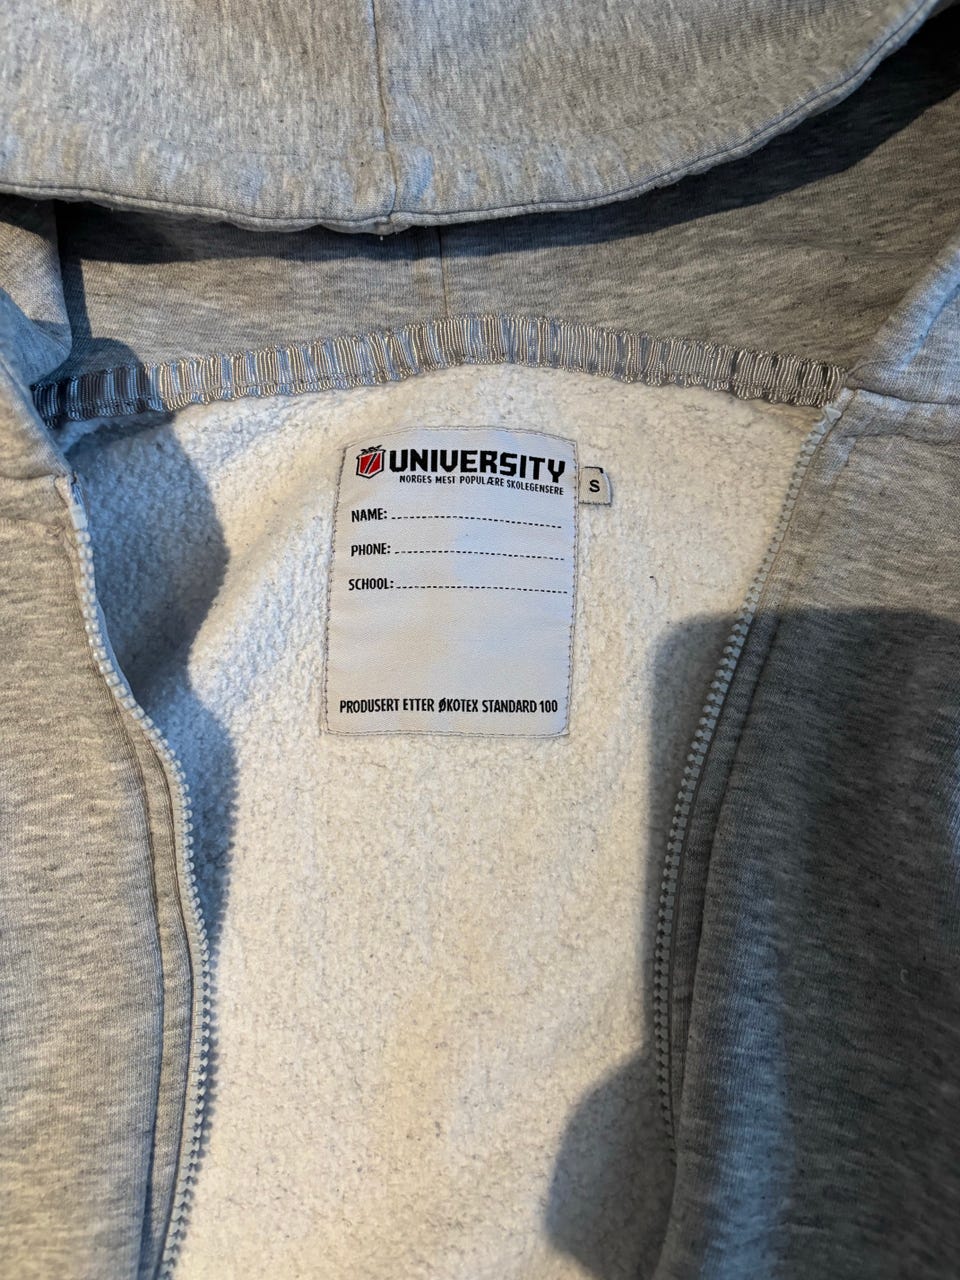 UNIVERSITY
NORGES MEST POPULÆRE SKOLEGENSERE
S
NAME:
PHONE:
SCHOOL:
PRODUSERT ETTER ØKOTEX STANDARD 100